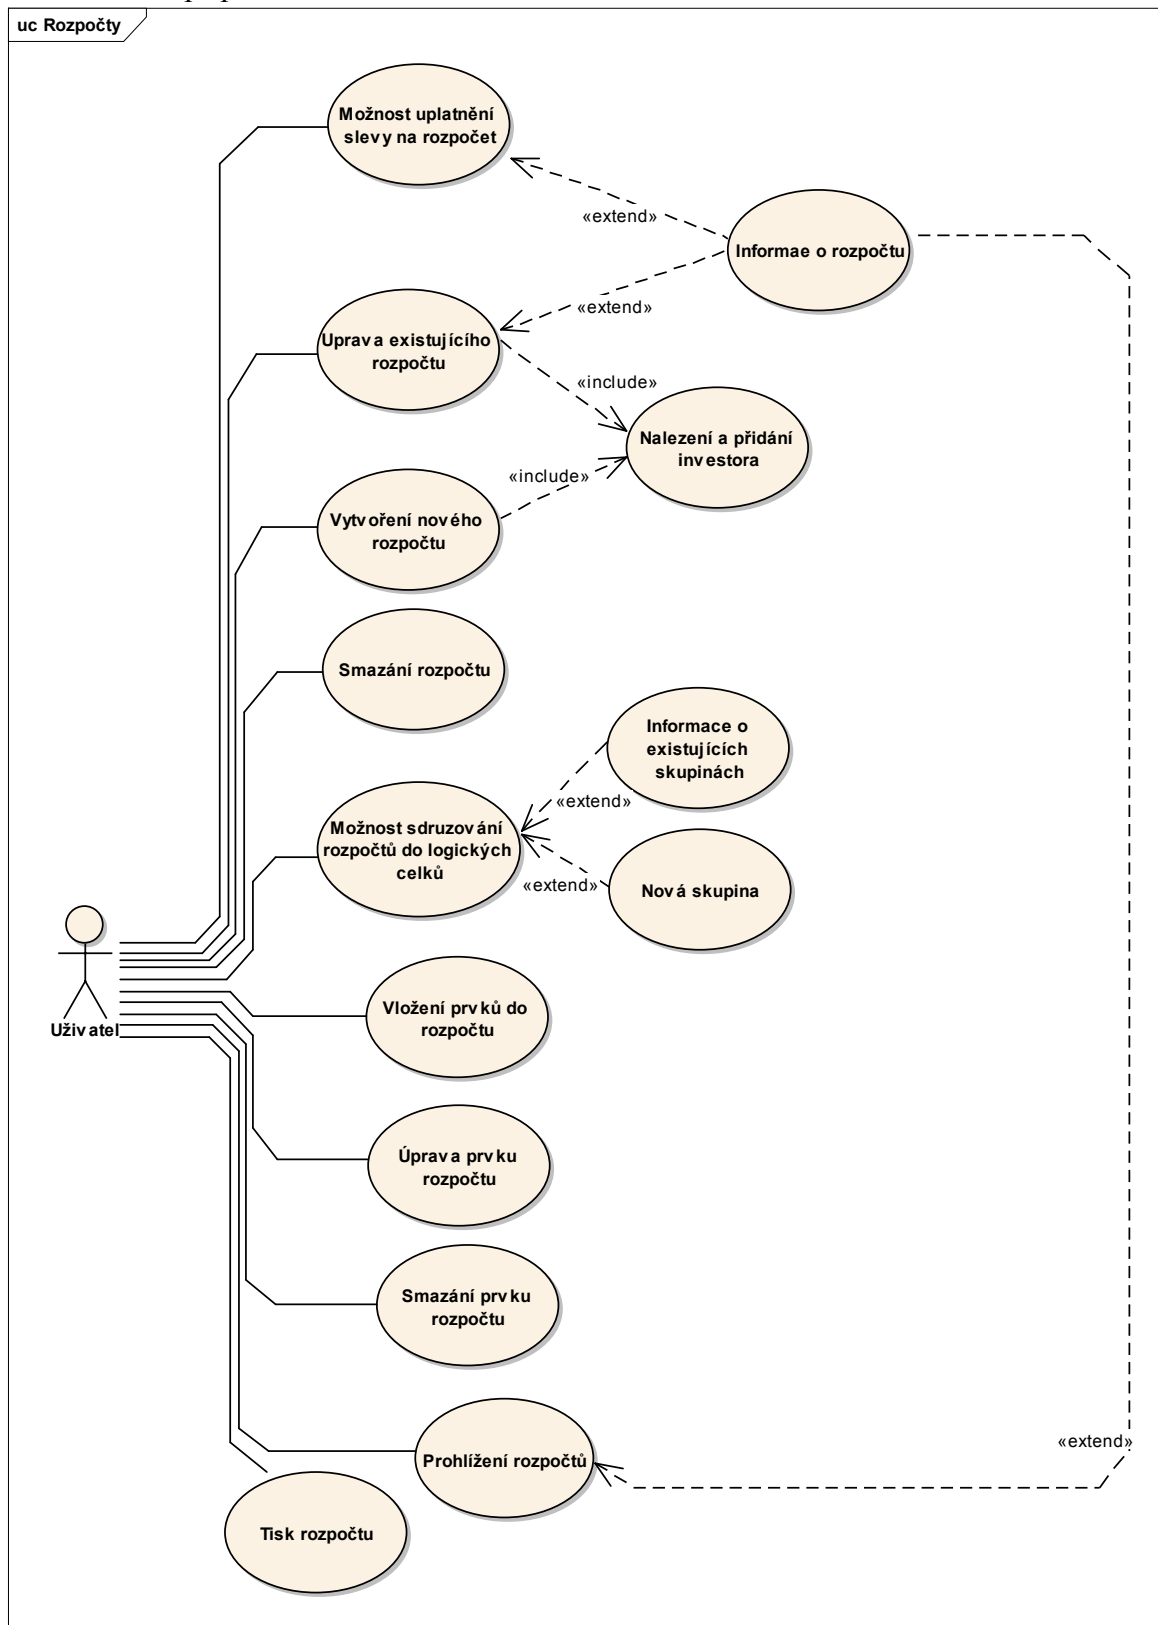 uc Rozpočty
Možnost uplatnění
slevy na rozpočet
«extend»
Informae o rozpočtu
«extend»
Uprava existujícího
rozpočtu
«include»
Nalezení a přidání
investora
«include»
Vytvoření nového
rozpočtu
Smazání rozpočtu
Informace o
existujících
skupinách
«extend»
Možnost sdruzování
rozpočtů do logických
celků
«extend»
Nová skupina
Uživatel
Vložení prvků do
rozpočtu
Úprava prvku
rozpočtu
Smazání prvku
rozpočtu
«extend»
Prohlížení rozpočtů
Tisk rozpočtu